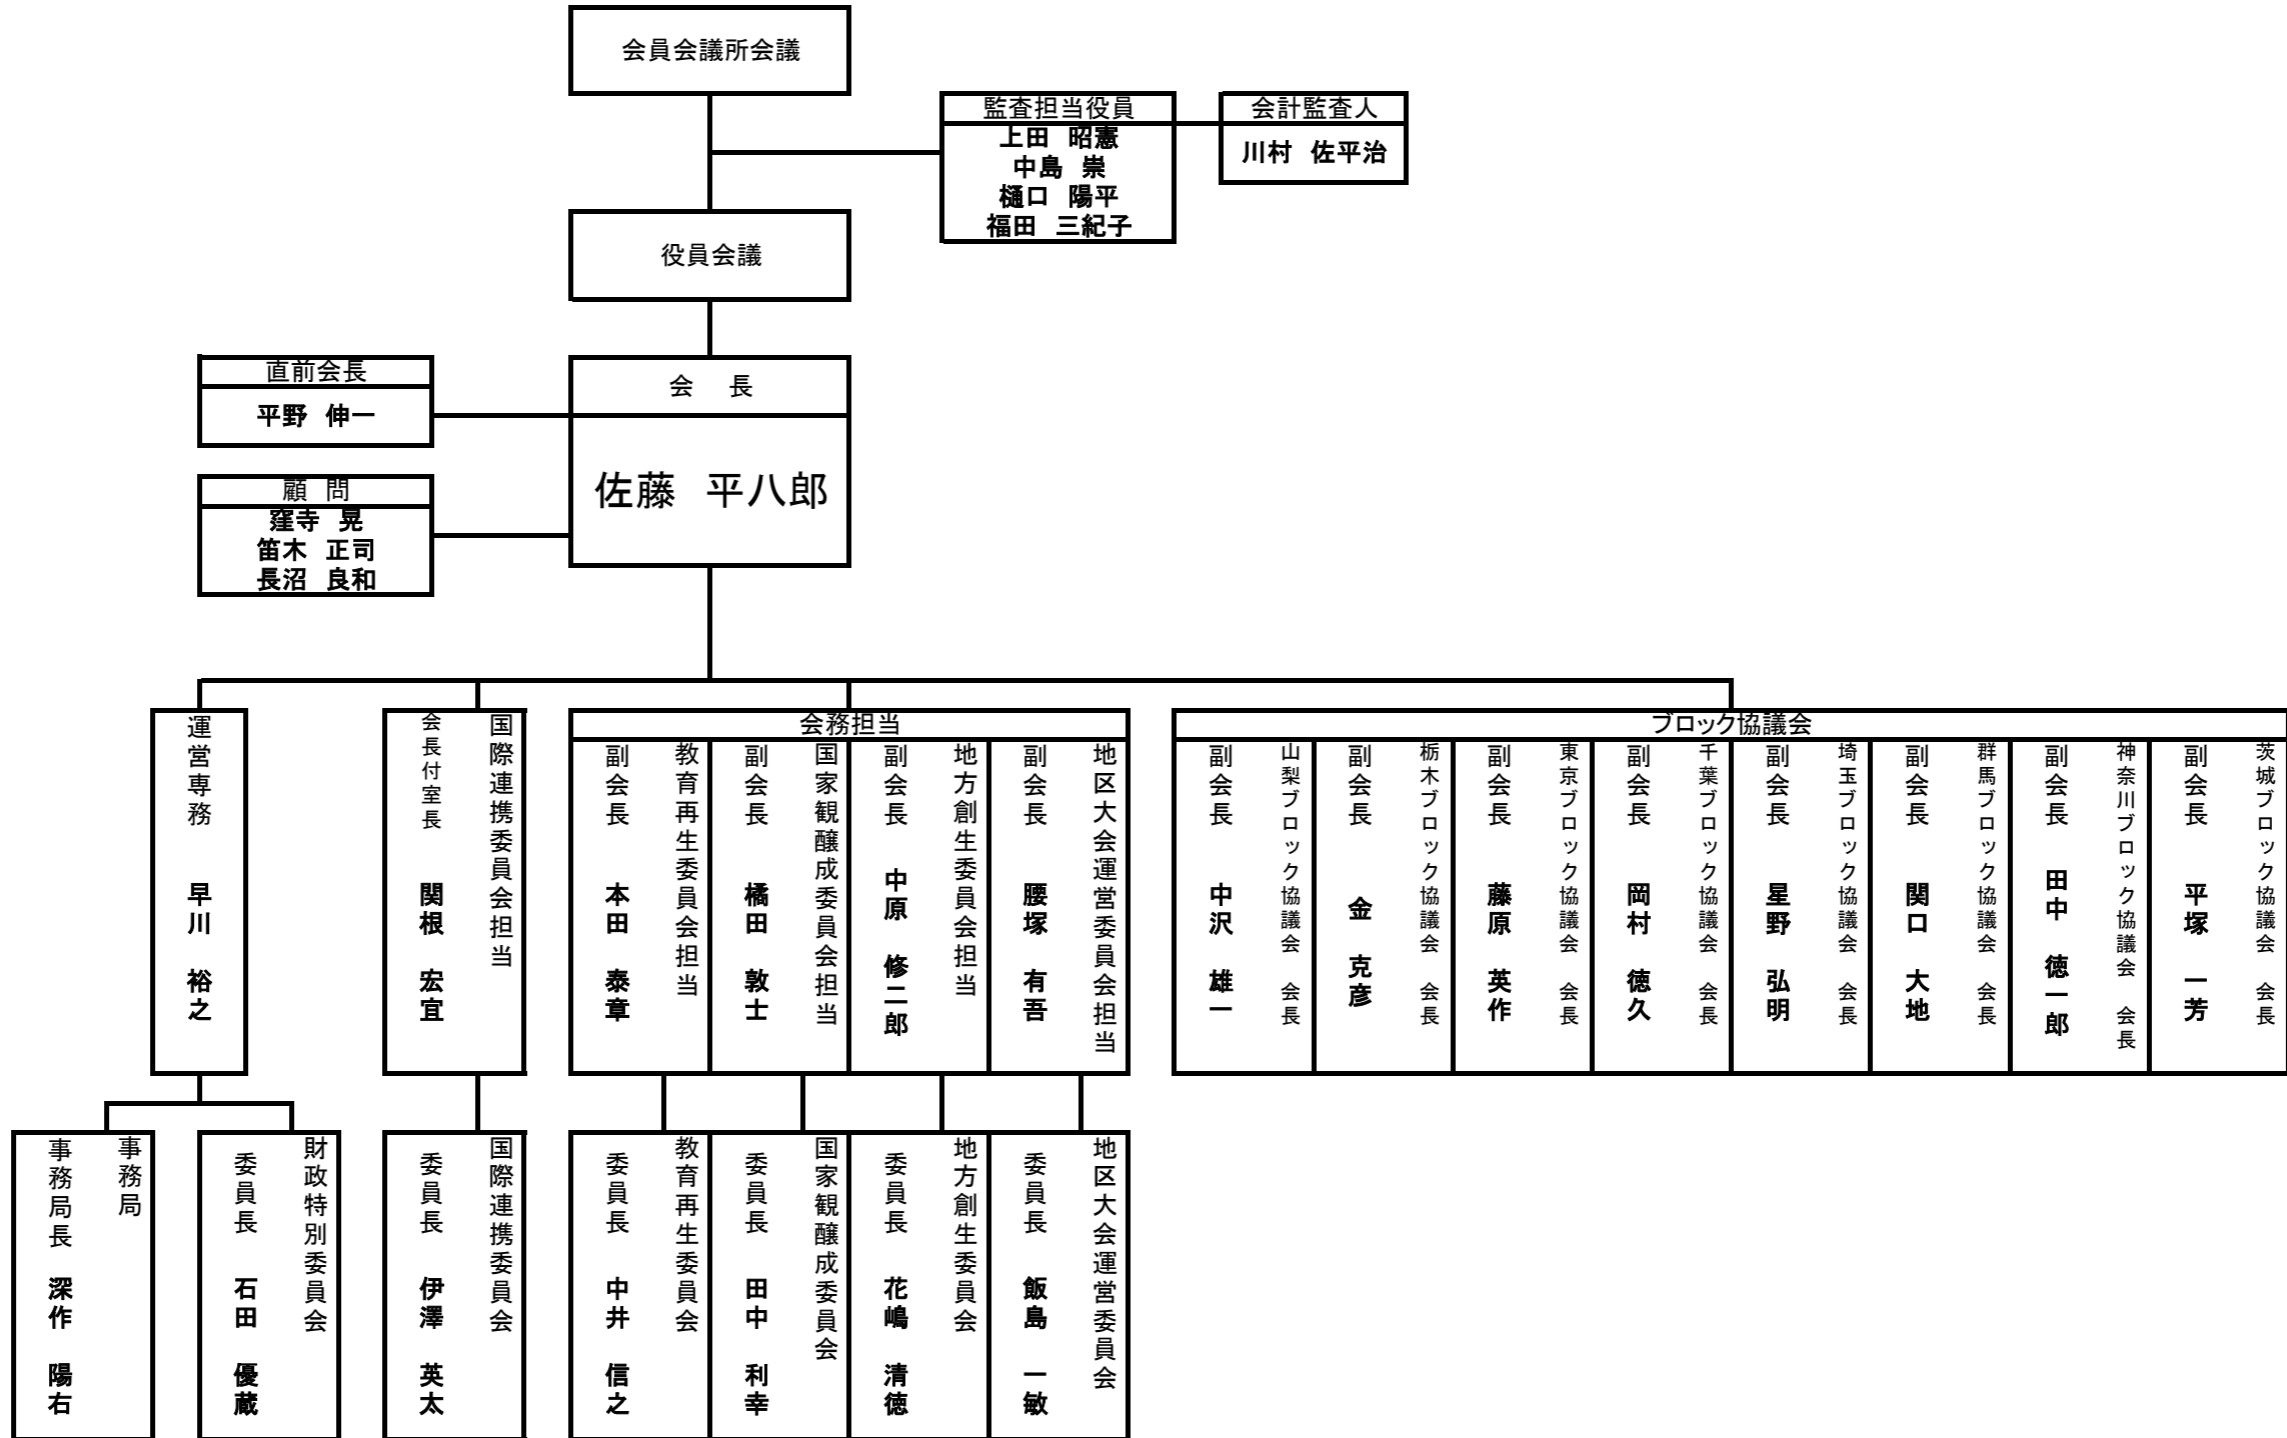 会員会議所会議
監査担当役員
上田 昭憲
中島 崇
樋口 陽平
福田 三紀子
会計監査人
川村 佐平治
役員会議
直前会長
平野 伸一
会 長
佐藤 平八郎
顧 問
窪寺 晃
笛木 正司
長沼 良和
運営専務 早川 裕之
国際連携委員会担当
会長付室長 関根 宏宜
会務担当
地区大会運営委員会担当
副会長 腰塚 有吾
地方創生委員会担当
副会長 中原 修二郎
国家観醸成委員会担当
副会長 橘田 敦士
教育再生委員会担当
副会長 本田 泰章
ブロック協議会
茨城ブロック協議会 会長
副会長 平塚 一芳
神奈川ブロック協議会 会長
副会長 田中 徳一郎
群馬ブロック協議会 会長
副会長 関口 大地
埼玉ブロック協議会 会長
副会長 星野 弘明
千葉ブロック協議会 会長
副会長 岡村 徳久
東京ブロック協議会 会長
副会長 藤原 英作
栃木ブロック協議会 会長
副会長 金 克彦
山梨ブロック協議会 会長
副会長 中沢 雄一
事務局
事務局長 深作 陽右
財政特別委員会
委員長 石田 優蔵
国際連携委員会
委員長 伊澤 英太
地区大会運営委員会
委員長 飯島 一敏
地方創生委員会
委員長 花嶋 清徳
国家観醸成委員会
委員長 田中 利幸
教育再生委員会
委員長 中井 信之